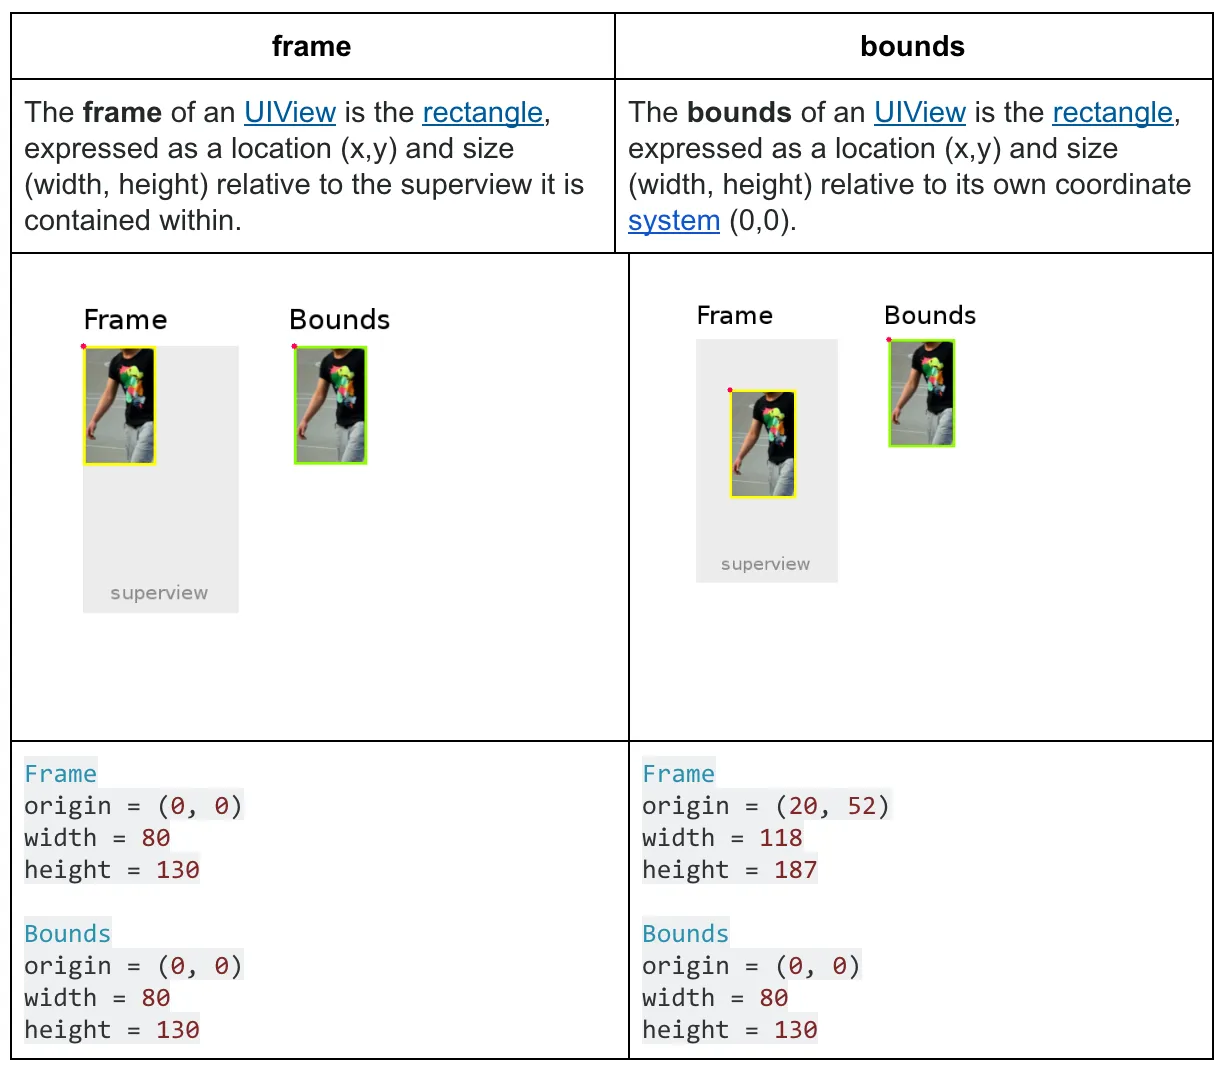 frame
bounds
The frame of an UIView is the rectangle,
expressed as a location (x,y) and size
(width, height) relative to the superview it is
contained within.
The bounds of an UIView is the rectangle,
expressed as a location (x,y) and size
(width, height) relative to its own coordinate
system (0,0).
Frame
Bounds
superview
Frame
Bounds
superview
Frame
origin = (0, 0)
width = 80
height = 130
Bounds
origin = (0, 0)
width = 80
height = 130
Frame
origin = (20, 52)
width = 118
height = 187
Bounds
origin = (0, 0)
width = 80
height = 130